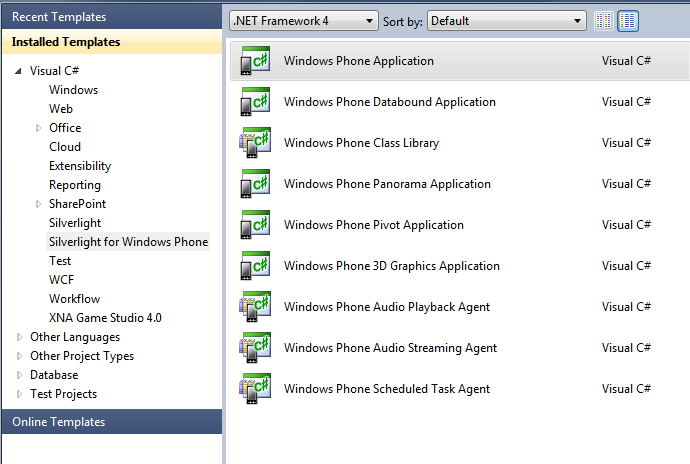 Recent Templates
Installed Templates
Visual C#
Windows
Web
Office
Cloud
Extensibility
Reporting
SharePoint
Silverlight
Silverlight for Windows Phone
Test
WCF
Workflow
XNA Game Studio 4.0
Other Languages
Other Project Types
Database
Test Projects
Online Templates
.NET Framework 4 Sort by: Default
Windows Phone Application Visual C#
Windows Phone Databound Application Visual C#
Windows Phone Class Library Visual C#
Windows Phone Panorama Application Visual C#
Windows Phone Pivot Application Visual C#
Windows Phone 3D Graphics Application Visual C#
Windows Phone Audio Playback Agent Visual C#
Windows Phone Audio Streaming Agent Visual C#
Windows Phone Scheduled Task Agent Visual C#